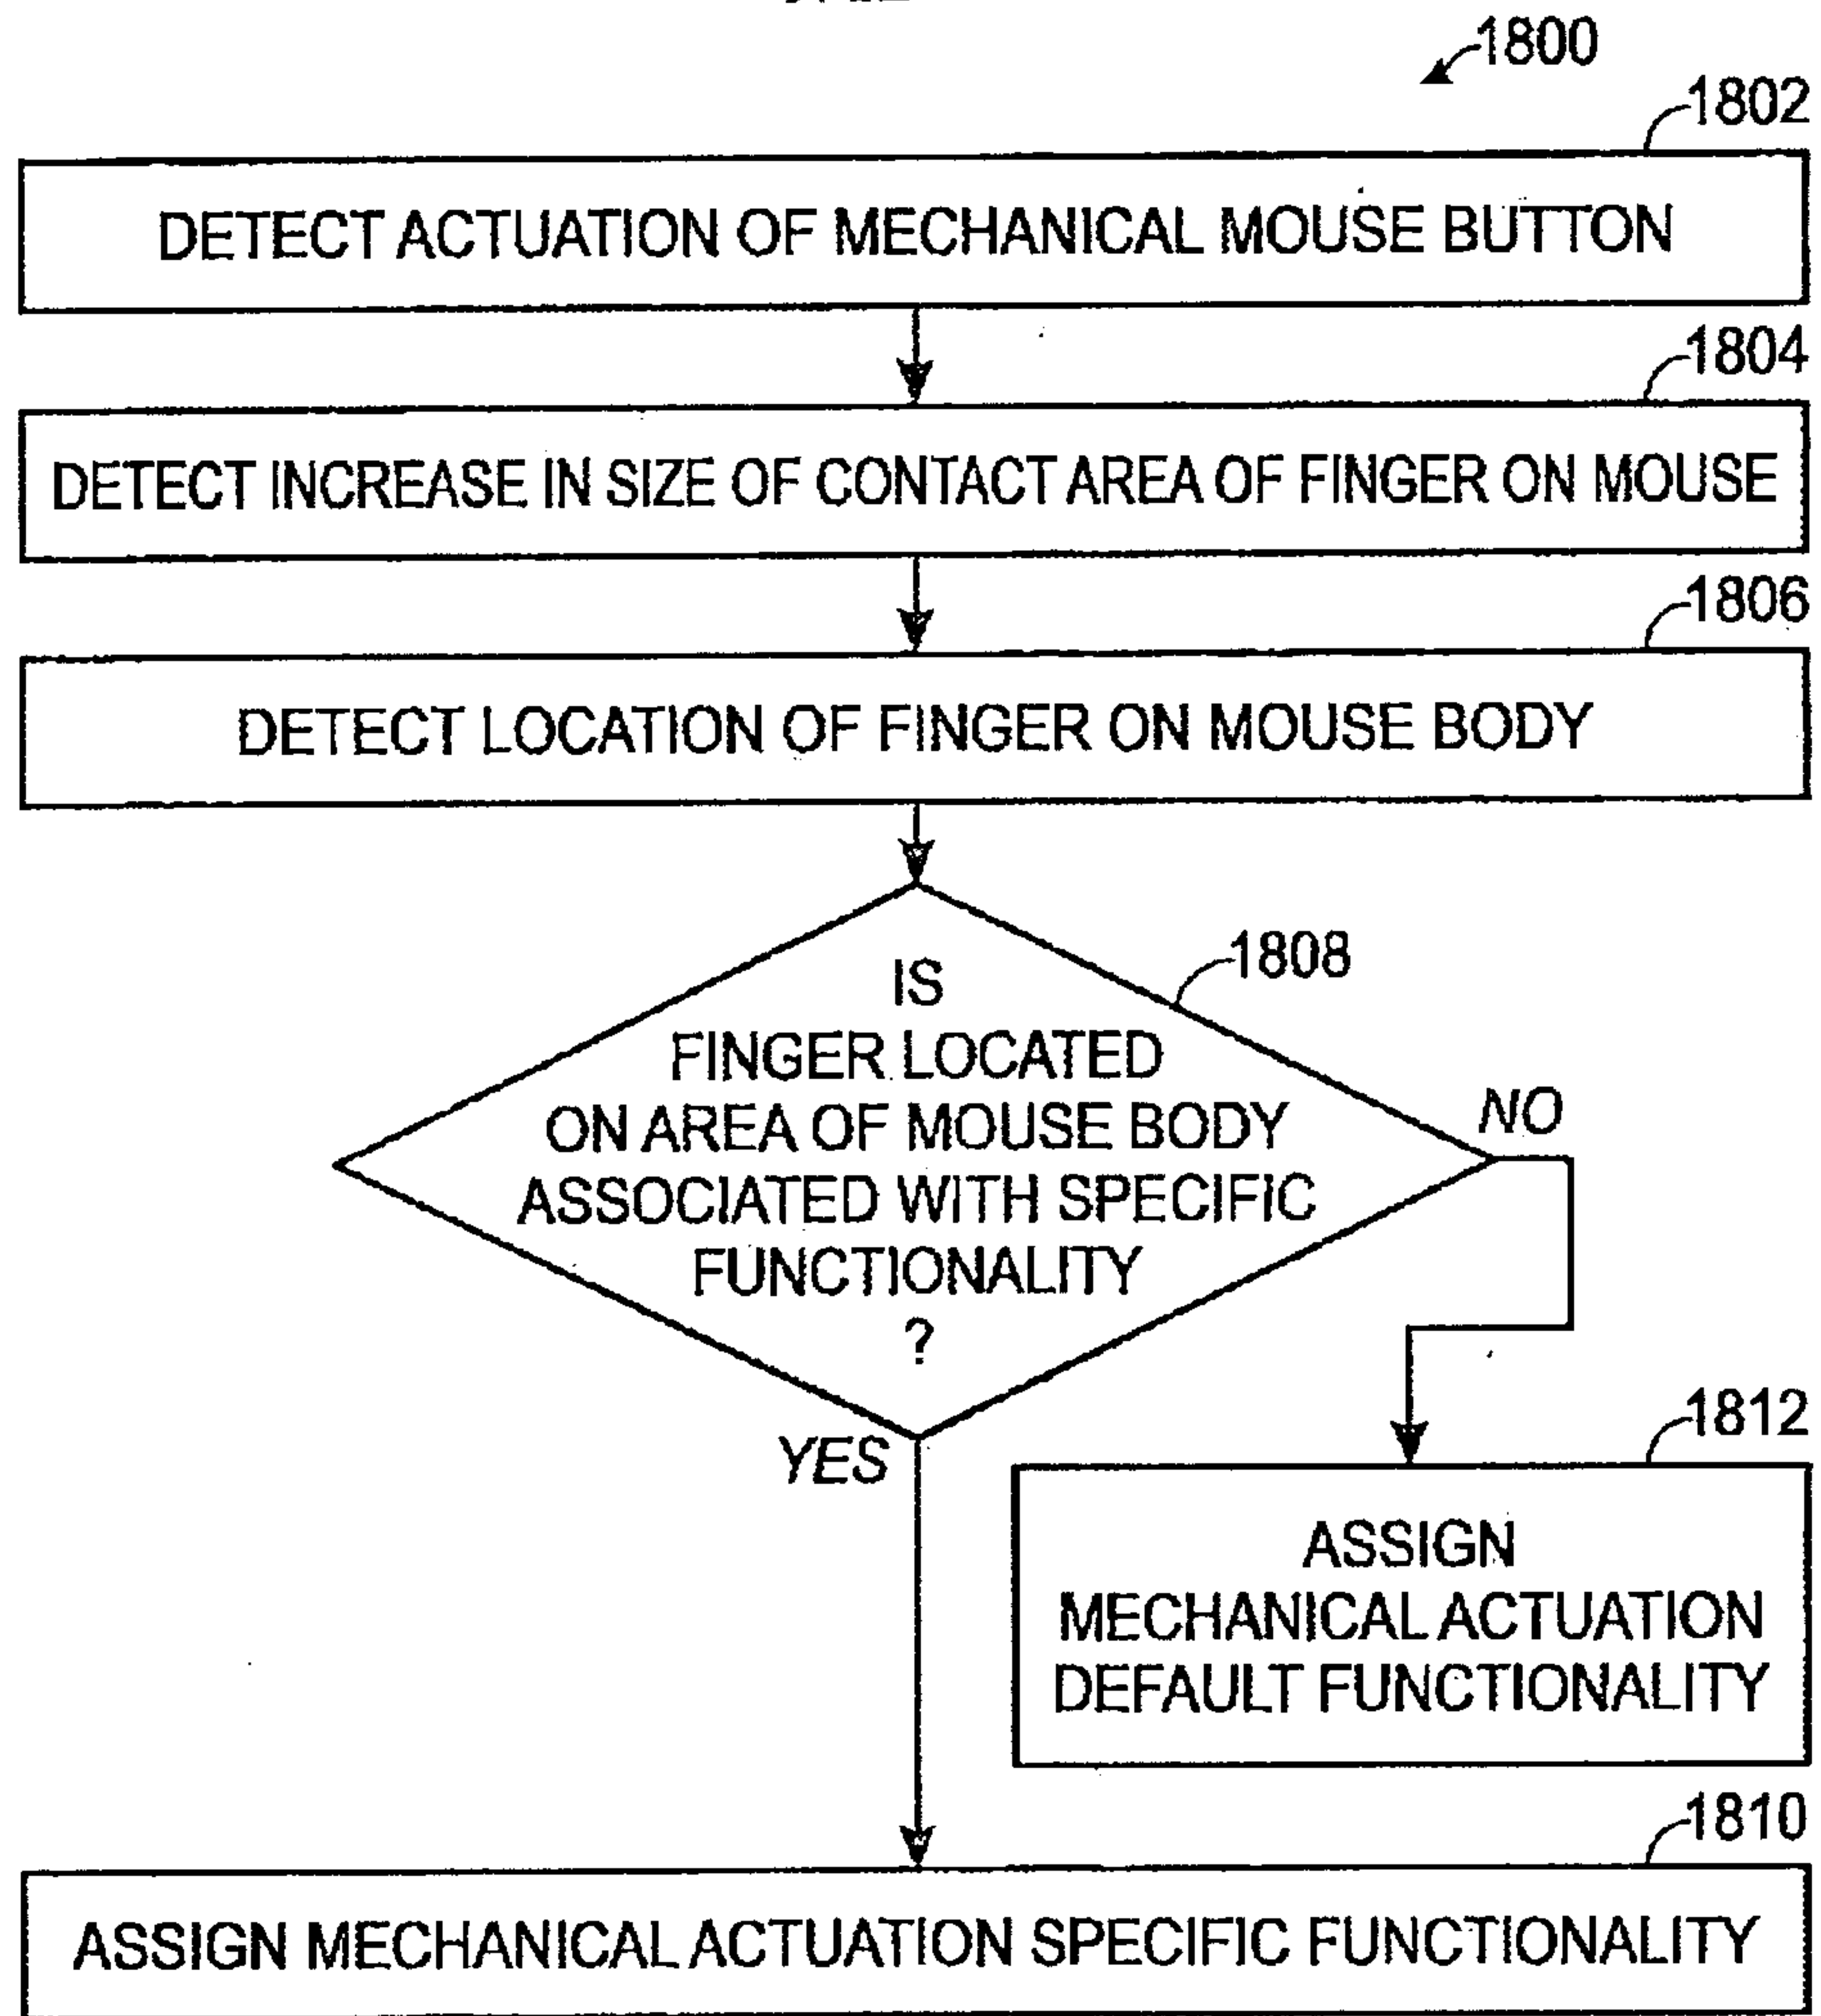 1800
1802
DETECT ACTUATION OF MECHANICAL MOUSE BUTTON
1804
DETECT INCREASE IN SIZE OF CONTACT AREA OF FINGER ON MOUSE
1806
DETECT LOCATION OF FINGER ON MOUSE BODY
1808
IS
FINGER LOCATED
ON AREA OF MOUSE BODY
ASSOCIATED WITH SPECIFIC
FUNCTIONALITY
?
NO
YES
1812
ASSIGN
MECHANICAL ACTUATION
DEFAULT FUNCTIONALITY
1810
ASSIGN MECHANICAL ACTUATION SPECIFIC FUNCTIONALITY